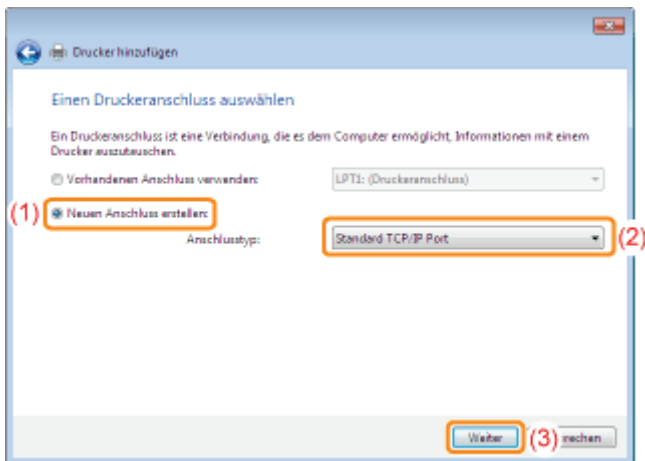 Drucker hinzufügen
Einen Druckeranschluss auswählen
Ein Druckeranschluss ist eine Verbindung, die es dem Computer ermöglicht, Informationen mit einem
Drucker auszutauschen.
Vorhandenen Anschluss verwenden: LPT1: (Druckeranschluss)
(1) Neuen Anschluss erstellen:
Anschlusstyp: Standard TCP/IP Port (2)
Weiter (3) rechen